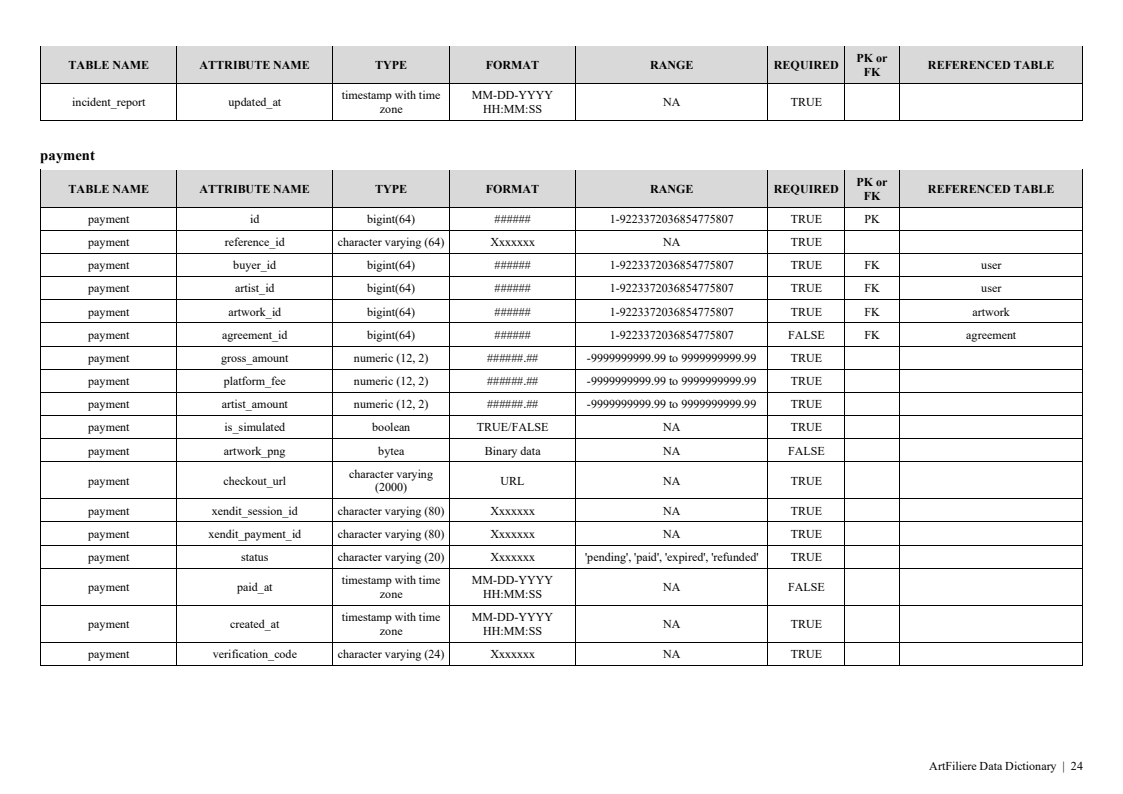 TABLE NAME ATTRIBUTE NAME TYPE FORMAT RANGE REQUIRED PK or FK REFERENCED TABLE
incident_report updated_at timestamp with time zone MM-DD-YYYY HH:MM:SS NA TRUE
payment
TABLE NAME ATTRIBUTE NAME TYPE FORMAT RANGE REQUIRED PK or FK REFERENCED TABLE
payment id bigint(64) ###### 1-9223372036854775807 TRUE PK
payment reference_id character varying (64) Xxxxxxx NA TRUE
payment buyer_id bigint(64) ###### 1-9223372036854775807 TRUE FK user
payment artist_id bigint(64) ###### 1-9223372036854775807 TRUE FK user
payment artwork_id bigint(64) ###### 1-9223372036854775807 TRUE FK artwork
payment agreement_id bigint(64) ###### 1-9223372036854775807 FALSE FK agreement
payment gross_amount numeric (12, 2) ######.## -9999999999.99 to 9999999999.99 TRUE
payment platform_fee numeric (12, 2) ######.## -9999999999.99 to 9999999999.99 TRUE
payment artist_amount numeric (12, 2) ######.## -9999999999.99 to 9999999999.99 TRUE
payment is_simulated boolean TRUE/FALSE NA TRUE
payment artwork_png bytea Binary data NA FALSE
payment checkout_url character varying (2000) URL NA TRUE
payment xendit_session_id character varying (80) Xxxxxxx NA TRUE
payment xendit_payment_id character varying (80) Xxxxxxx NA TRUE
payment status character varying (20) Xxxxxxx 'pending', 'paid', 'expired', 'refunded' TRUE
payment paid_at timestamp with time zone MM-DD-YYYY HH:MM:SS NA FALSE
payment created_at timestamp with time zone MM-DD-YYYY HH:MM:SS NA TRUE
payment verification_code character varying (24) Xxxxxxx NA TRUE
ArtFiliere Data Dictionary | 24